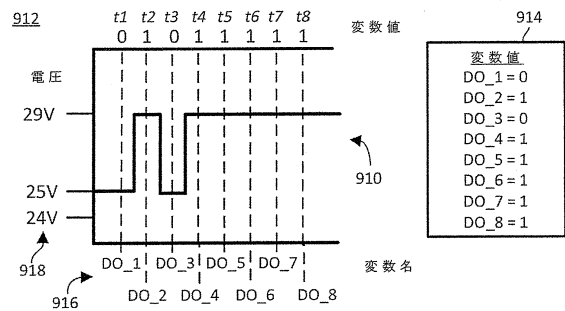 912
t1 t2 t3 t4 t5 t6 t7 t8
0 1 0 1 1 1 1 1
変数値
電圧
29V
25V
24V
918
916
910
DO_1 DO_3 DO_5 DO_7
DO_2 DO_4 DO_6 DO_8
変数名
914
変数値
DO_1 = 0
DO_2 = 1
DO_3 = 0
DO_4 = 1
DO_5 = 1
DO_6 = 1
DO_7 = 1
DO_8 = 1